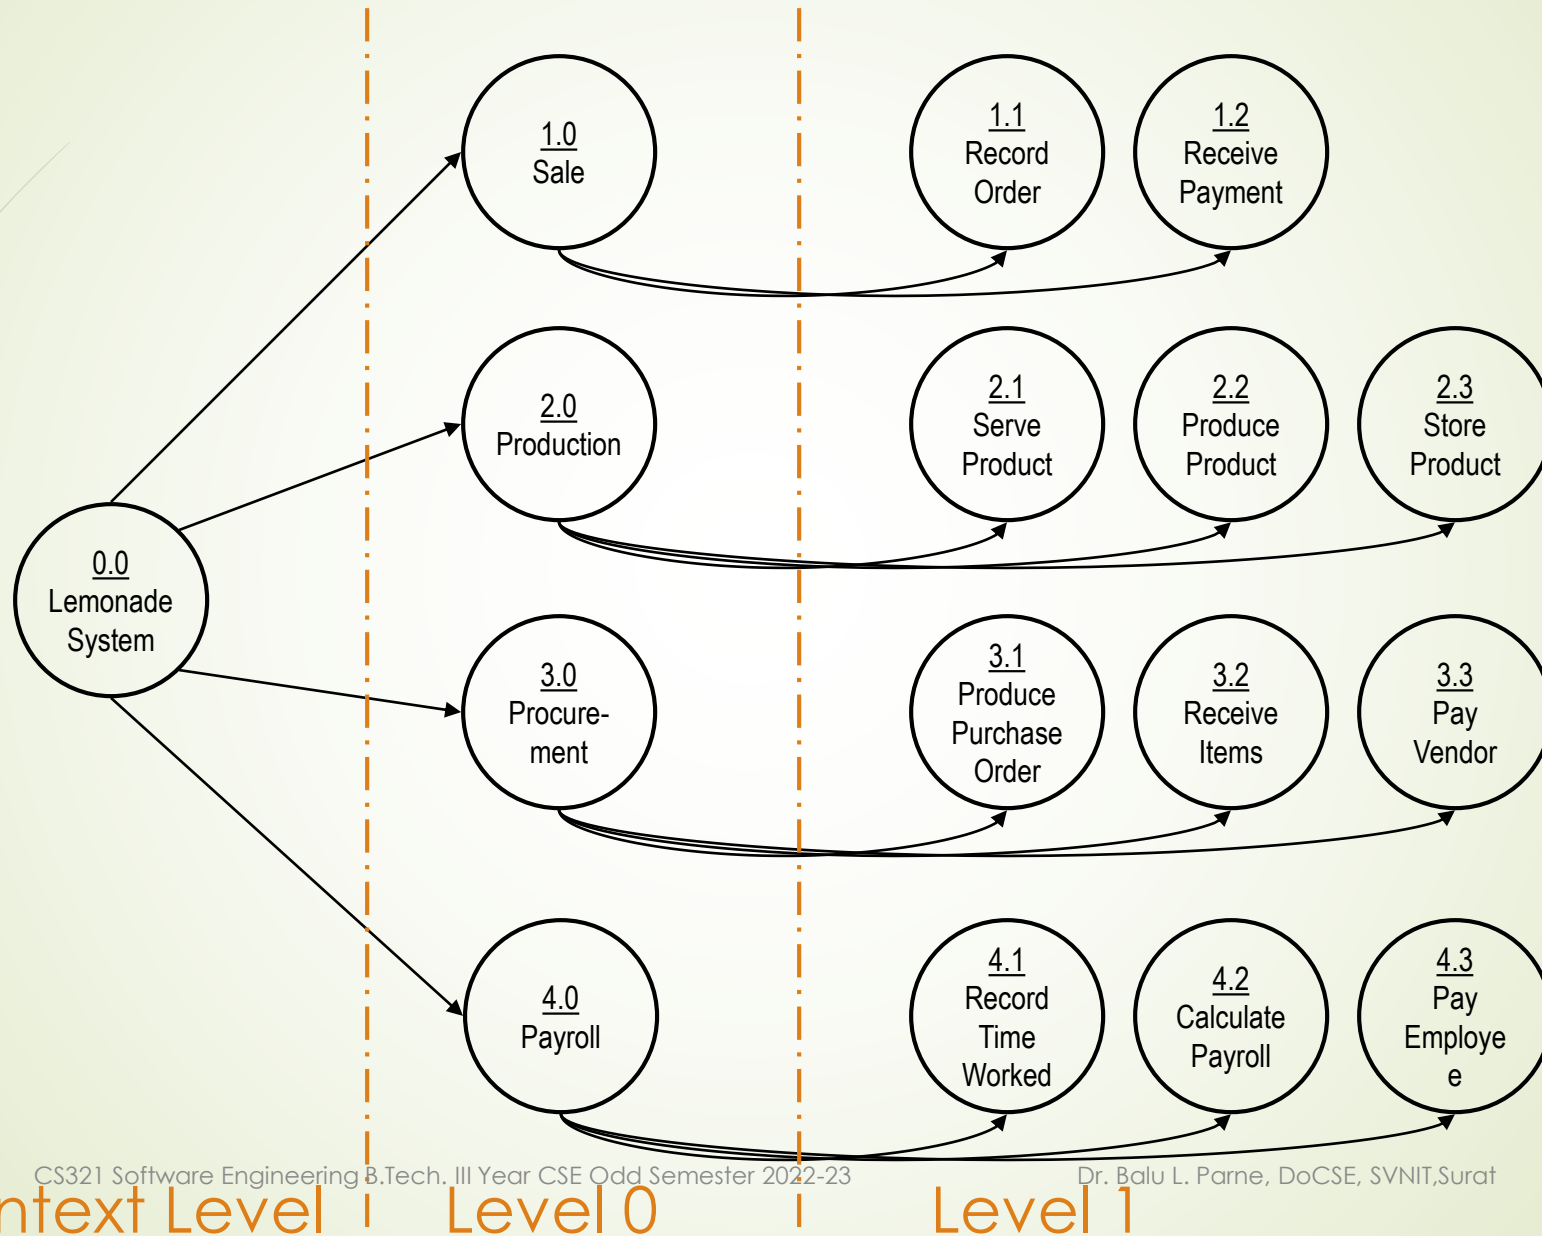 1.0
Sale
1.1
Record
Order
1.2
Receive
Payment
2.0
Production
2.1
Serve
Product
2.2
Produce
Product
2.3
Store
Product
0.0
Lemonade
System
3.0
Procure-
ment
3.1
Produce
Purchase
Order
3.2
Receive
Items
3.3
Pay
Vendor
4.0
Payroll
4.1
Record
Time
Worked
4.2
Calculate
Payroll
4.3
Pay
Employe
e
CS321 Software Engineering B.Tech. III Year CSE Odd Semester 2022-23
Dr. Balu L. Parne, DoCSE, SVNIT,Surat
ntext Level
Level 0
Level 1